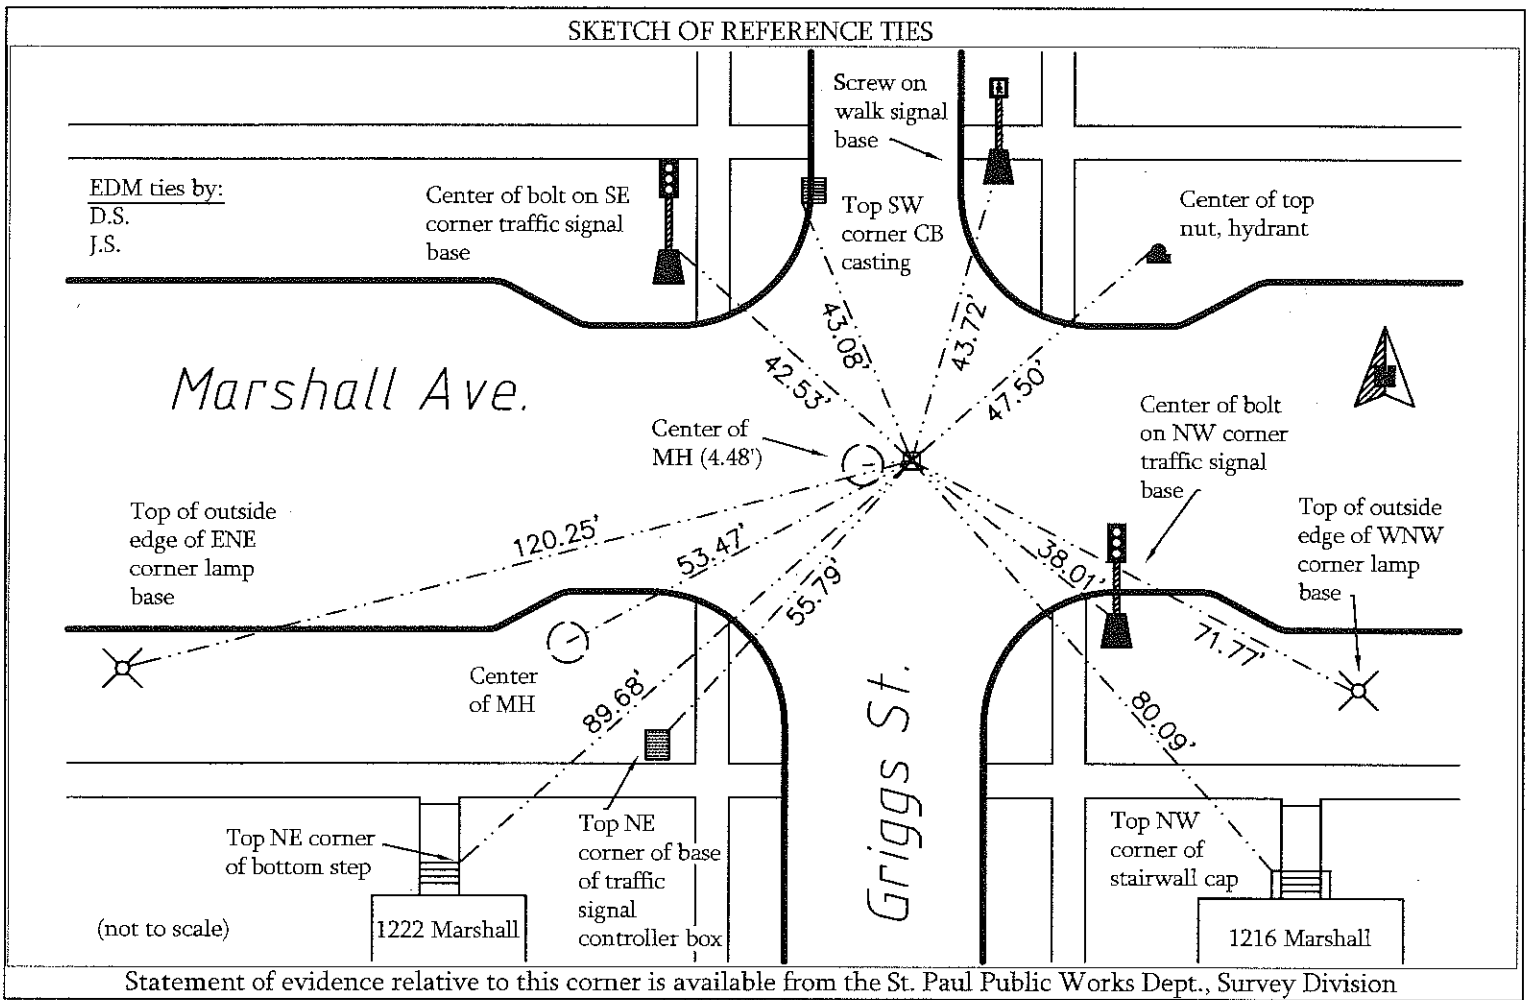 SKETCH OF REFERENCE TIES
Screw on
walk signal
base
EDM ties by:
D.S.
J.S.
Center of bolt on SE
corner traffic signal
base
Top SW
corner CB
casting
Center of top
nut, hydrant
43.08'
43.72'
42.53'
47.50'
Marshall Ave.
Center of
MH (4.48')
Center of bolt
on NW corner
traffic signal
base
Top of outside
edge of ENE
corner lamp
base
Top of outside
edge of WNW
corner lamp
base
120.25'
53.47'
55.79'
38.01'
71.77'
Center
of MH
89.68'
80.09'
Griggs St.
Top NE corner
of bottom step
Top NE
corner of base
of traffic
signal
controller box
Top NW
corner of
stairwall cap
(not to scale)
1222 Marshall
1216 Marshall
Statement of evidence relative to this corner is available from the St. Paul Public Works Dept., Survey Division